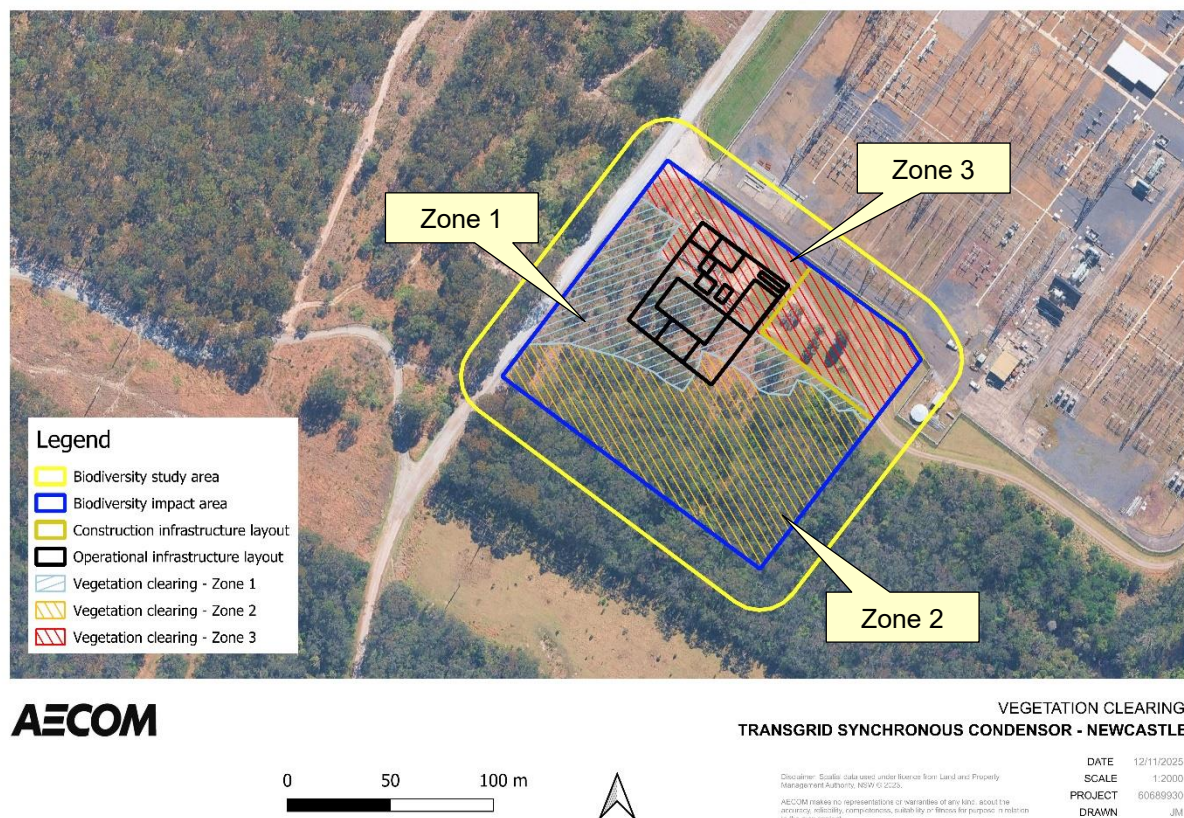 Zone 1
Zone 3
Zone 2
Legend
Biodiversity study area
Biodiversity impact area
Construction infrastructure layout
Operational infrastructure layout
Vegetation clearing - Zone 1
Vegetation clearing - Zone 2
Vegetation clearing - Zone 3
AECOM
VEGETATION CLEARING
TRANSGRID SYNCHRONOUS CONDENSOR - NEWCASTLE
0 50 100 m
Disclaimer: Spatial data used under licence from Land and Property
Management Authority, NSW © 2025.
AECOM makes no representations or warranties of any kind, about the
accuracy, reliability, completeness, suitability or fitness for purpose in relation
DATE 12/11/2025
SCALE 1:2000
PROJECT 60689930
DRAWN JM